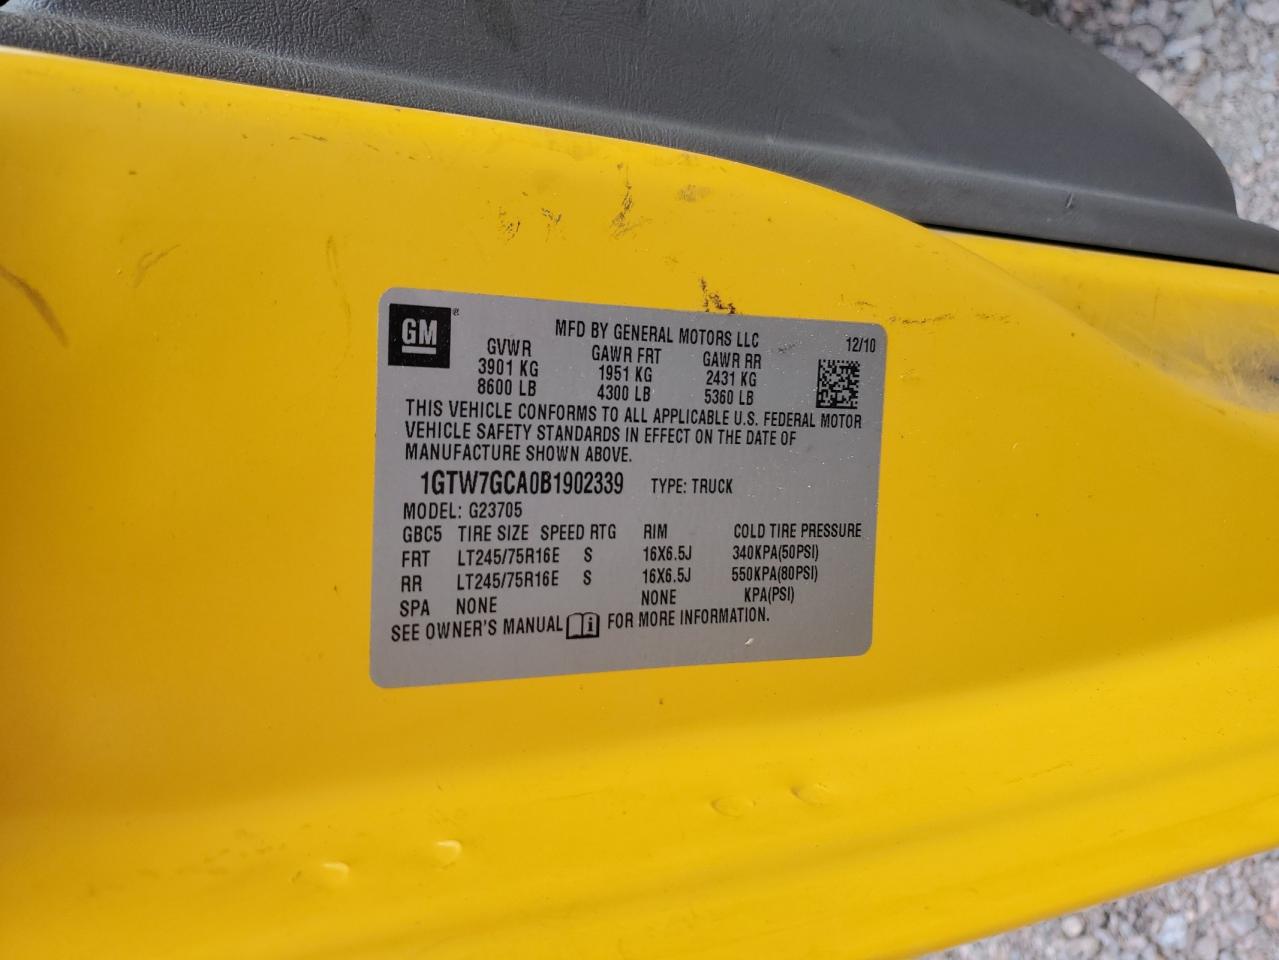 GM®
MFD BY GENERAL MOTORS LLC 12/10
GVWR GAWR FRT GAWR RR
3901 KG 1951 KG 2431 KG
8600 LB 4300 LB 5360 LB
THIS VEHICLE CONFORMS TO ALL APPLICABLE U.S. FEDERAL MOTOR
VEHICLE SAFETY STANDARDS IN EFFECT ON THE DATE OF
MANUFACTURE SHOWN ABOVE.
1GTW7GCA0B1902339 TYPE: TRUCK
MODEL: G23705
GBC5 TIRE SIZE SPEED RTG RIM COLD TIRE PRESSURE
FRT LT245/75R16E S 16X6.5J 340KPA(50PSI)
RR LT245/75R16E S 16X6.5J 550KPA(80PSI)
SPA NONE NONE KPA(PSI)
SEE OWNER'S MANUAL i FOR MORE INFORMATION.